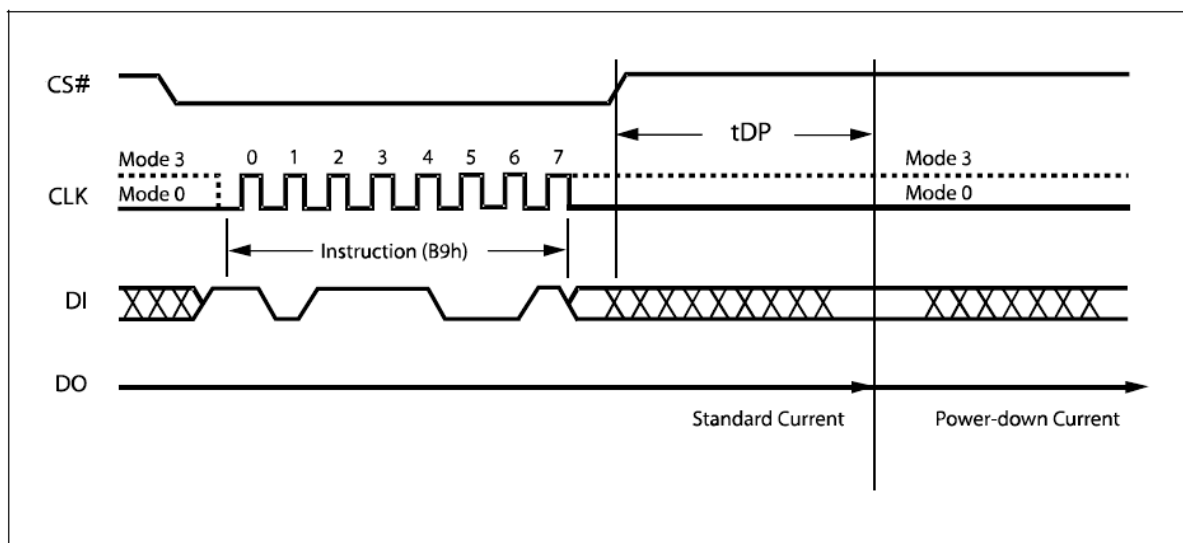 CS#
tDP
Mode 3
0 1 2 3 4 5 6 7
Mode 3
CLK
Mode 0
Mode 0
Instruction (B9h)
DI
DO
Standard Current
Power-down Current